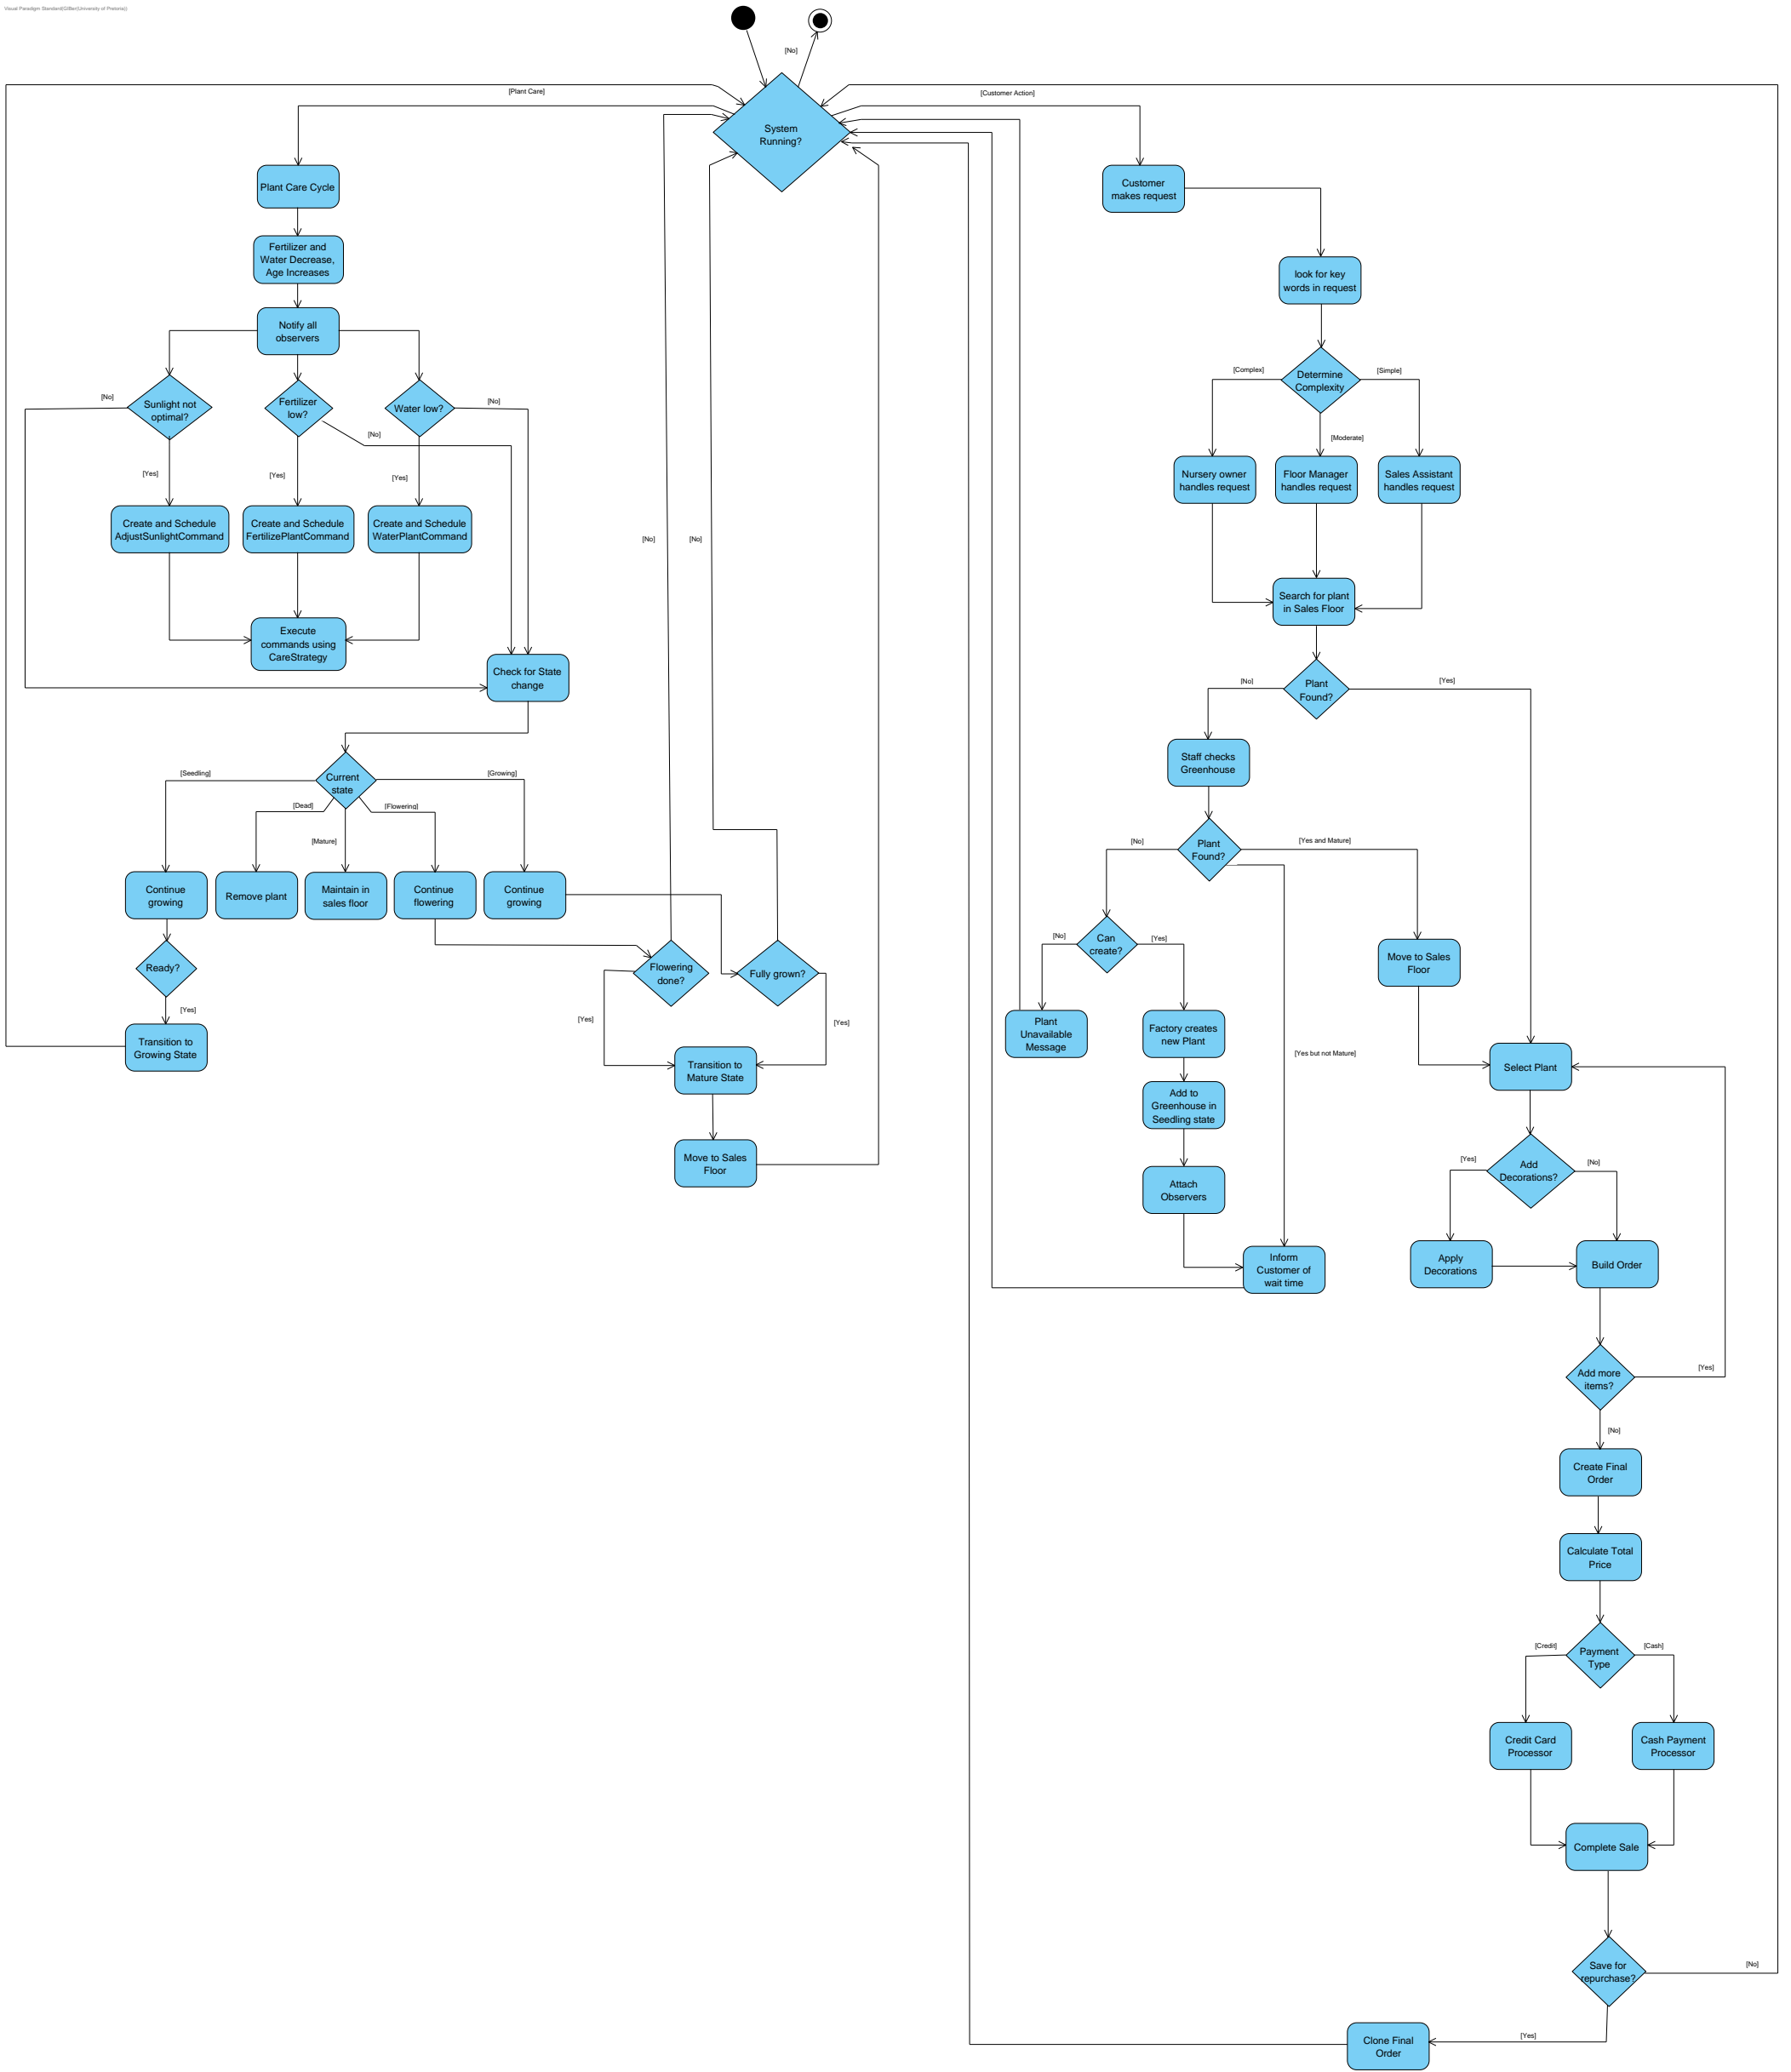 Visual Paradigm Standard(Giftan(University of Pretoria))
[No]
[Plant Care]
[Customer Action]
System
Running?
Plant Care Cycle
Fertilizer and
Water Decrease,
Age Increases
Notify all
observers
Sunlight not
optimal?
[No]
Fertilizer
low?
[No]
Water low?
[No]
[Yes]
[Yes]
[Yes]
Create and Schedule
AdjustSunlightCommand
Create and Schedule
FertilizePlantCommand
Create and Schedule
WaterPlantCommand
Execute
commands using
CareStrategy
Check for State
change
Current
state
[Seedling]
[Dead]
[Mature]
[Flowering]
[Growing]
Continue
growing
Remove plant
Maintain in
sales floor
Continue
flowering
Continue
growing
Ready?
[Yes]
Transition to
Growing State
[No]
[No]
Flowering
done?
Fully grown?
[Yes]
[Yes]
Transition to
Mature State
Move to Sales
Floor
Customer
makes request
look for key
words in request
Determine
Complexity
[Complex]
[Moderate]
[Simple]
Nursery owner
handles request
Floor Manager
handles request
Sales Assistant
handles request
Search for plant
in Sales Floor
Plant
Found?
[No]
[Yes]
Staff checks
Greenhouse
Plant
Found?
[No]
[Yes and Mature]
[Yes but not Mature]
Can
create?
[No]
[Yes]
Move to Sales
Floor
Plant
Unavailable
Message
Factory creates
new Plant
Add to
Greenhouse in
Seedling state
Attach
Observers
Inform
Customer of
wait time
Select Plant
Add
Decorations?
[Yes]
[No]
Apply
Decorations
Build Order
Add more
items?
[Yes]
[No]
Create Final
Order
Calculate Total
Price
Payment
Type
[Credit]
[Cash]
Credit Card
Processor
Cash Payment
Processor
Complete Sale
Save for
repurchase?
[No]
[Yes]
Clone Final
Order